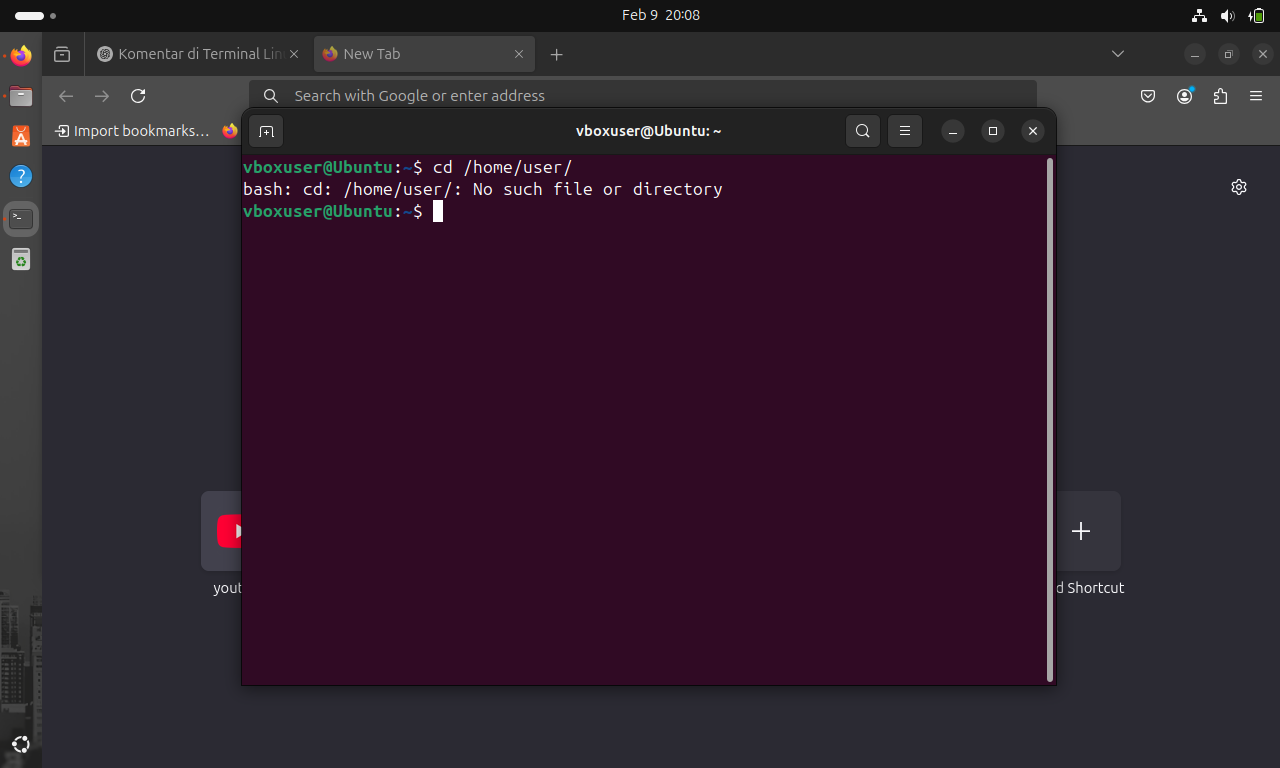 Feb 9 20:08
Komentar di Terminal Lin
New Tab
Search with Google or enter address
Import bookmarks...
vboxuser@Ubuntu: ~
vboxuser@Ubuntu:~$ cd /home/user/
bash: cd: /home/user/: No such file or directory
vboxuser@Ubuntu:~$
yout
d Shortcut